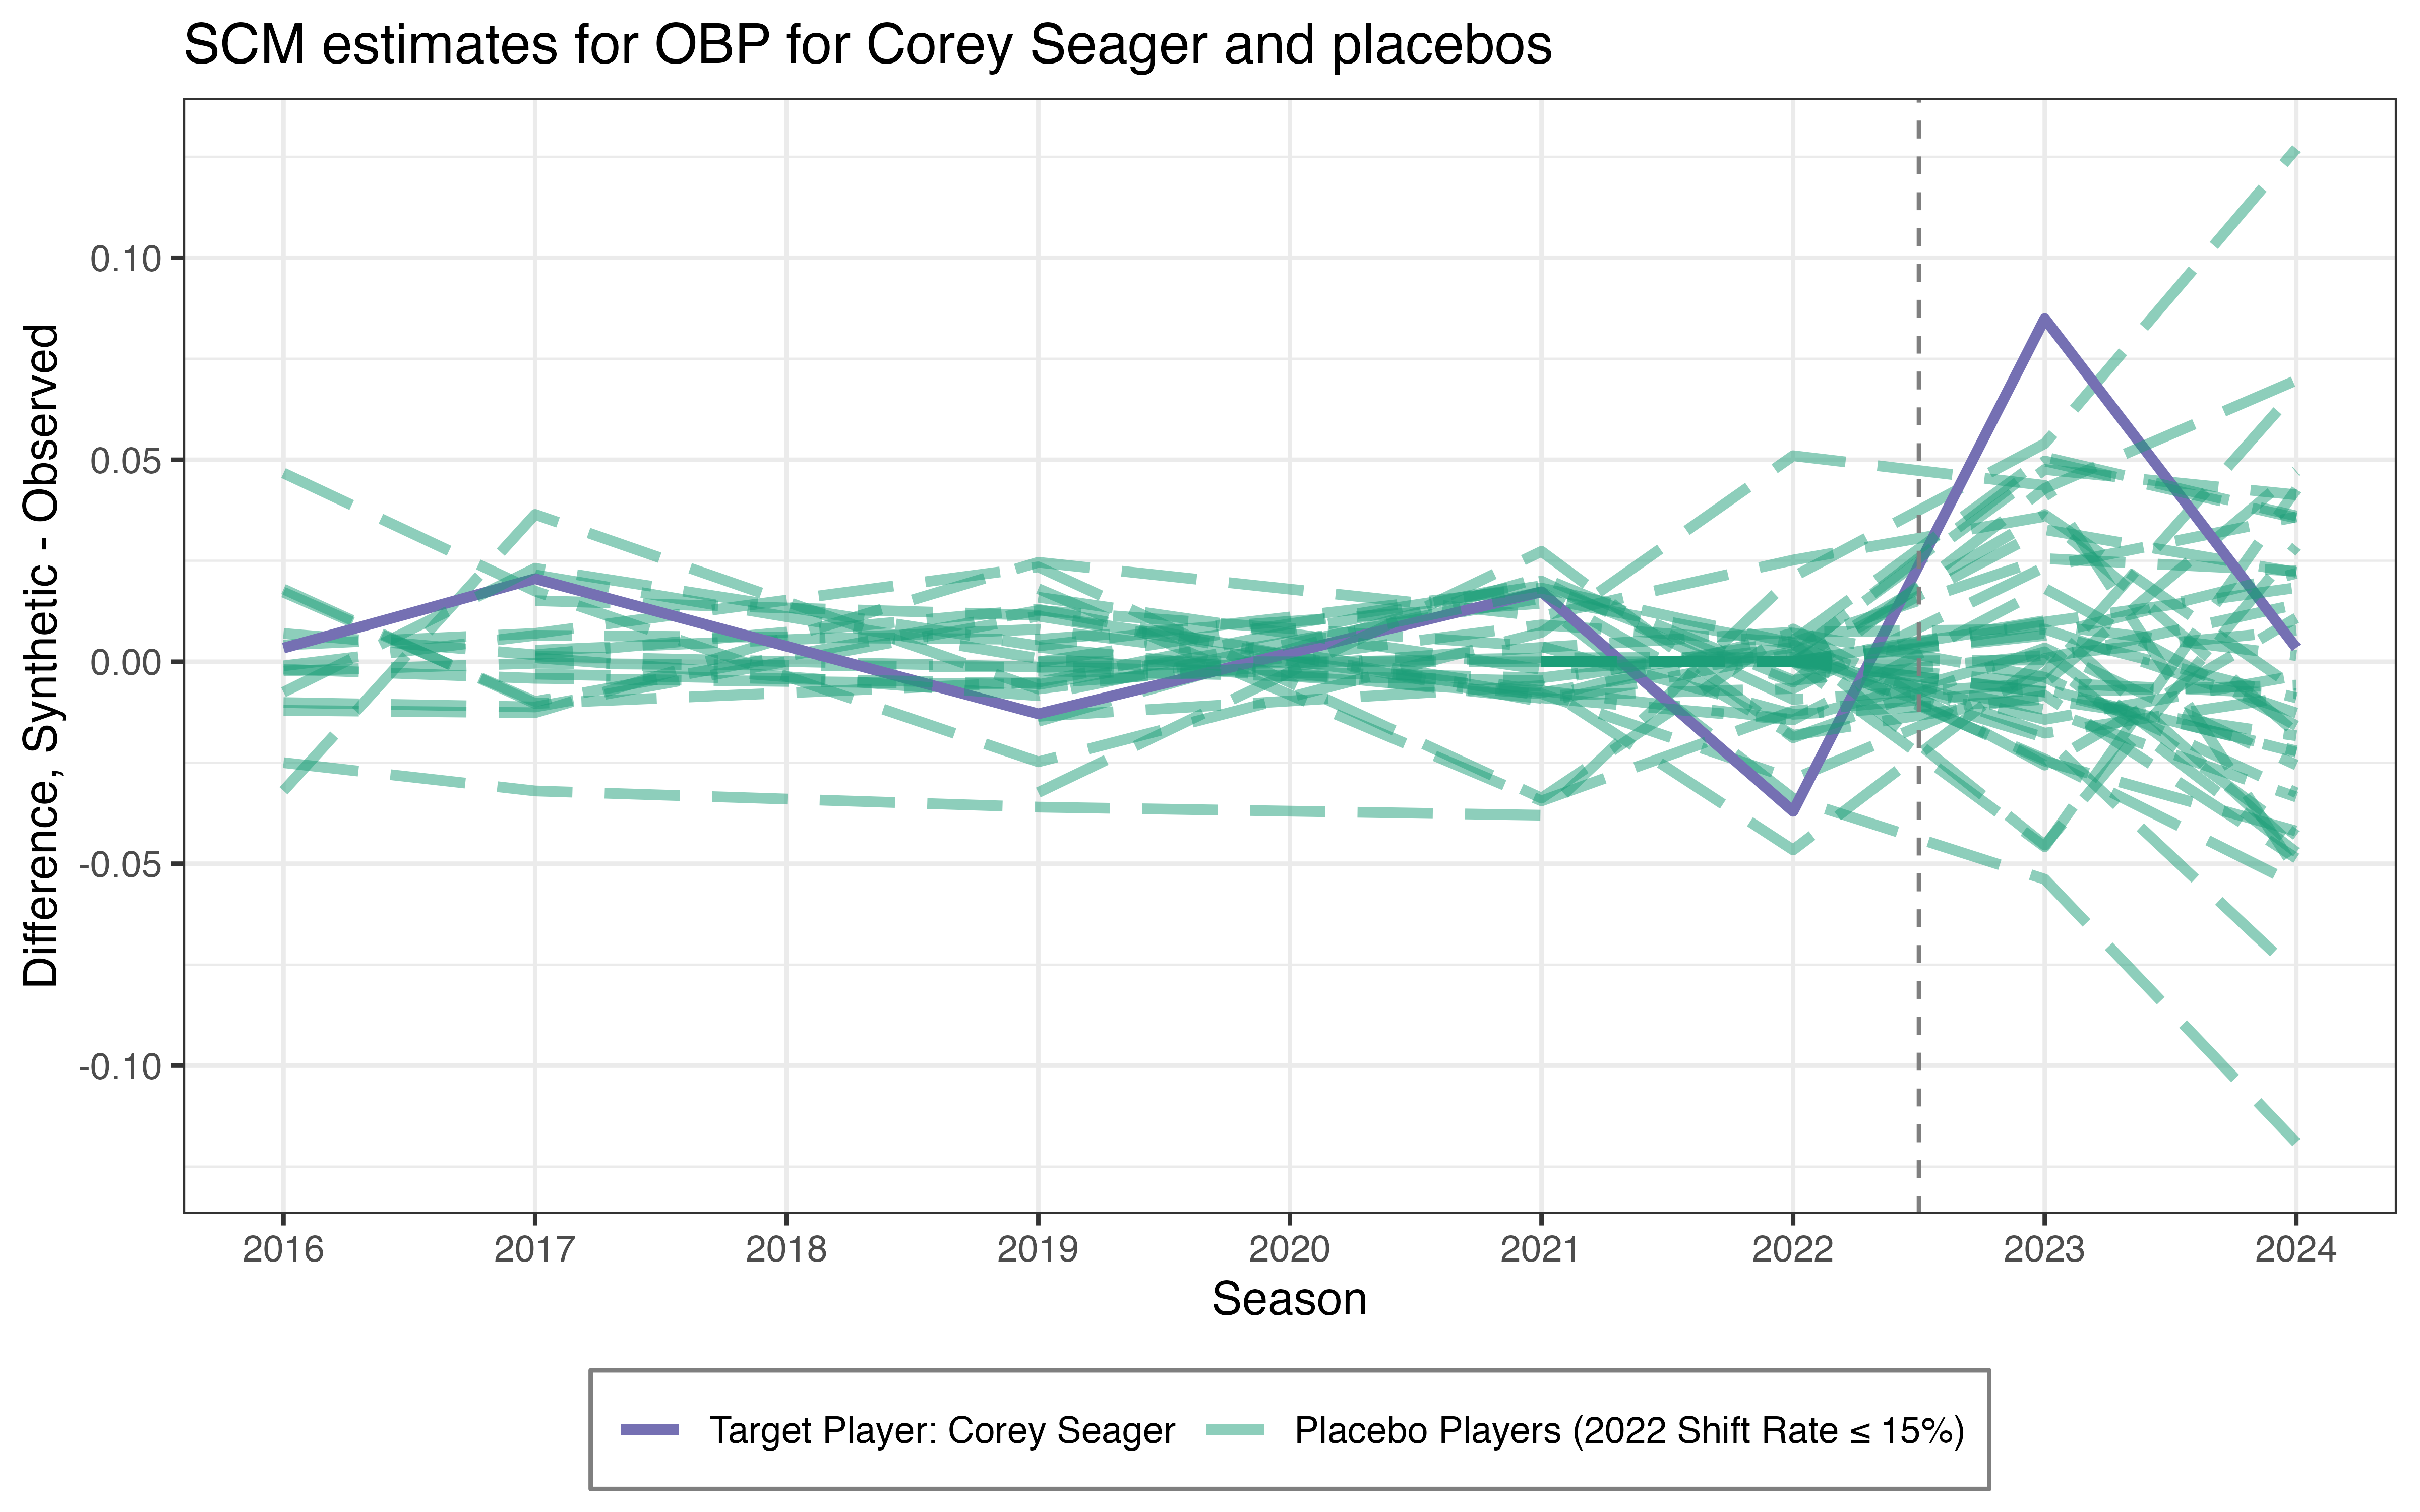 SCM estimates for OBP for Corey Seager and placebos
Difference, Synthetic - Observed
0.10
0.05
0.00
-0.05
-0.10
2016 2017 2018 2019 2020 2021 2022 2023 2024
Season
Target Player: Corey Seager Placebo Players (2022 Shift Rate ≤ 15%)